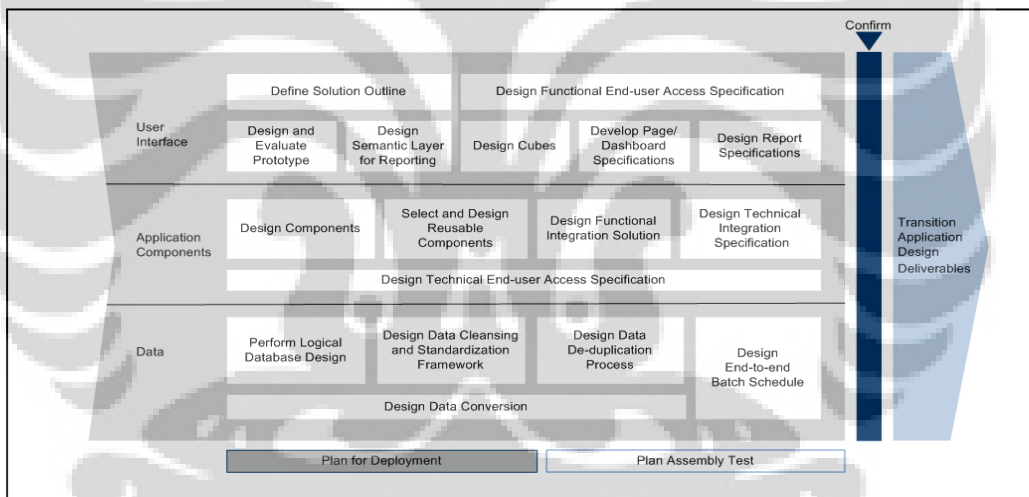 Confirm
User
Interface
Define Solution Outline
Design Functional End-user Access Specification
Design and
Evaluate
Prototype
Design
Semantic Layer
for Reporting
Design Cubes
Develop Page/
Dashboard
Specifications
Design Report
Specifications
Application
Components
Design Components
Select and Design
Reusable
Components
Design Functional
Integration Solution
Design Technical
Integration
Specification
Design Technical End-user Access Specification
Data
Perform Logical
Database Design
Design Data Cleansing
and Standardization
Framework
Design Data
De-duplication
Process
Design
End-to-end
Batch Schedule
Design Data Conversion
Transition
Application
Design
Deliverables
Plan for Deployment
Plan Assembly Test